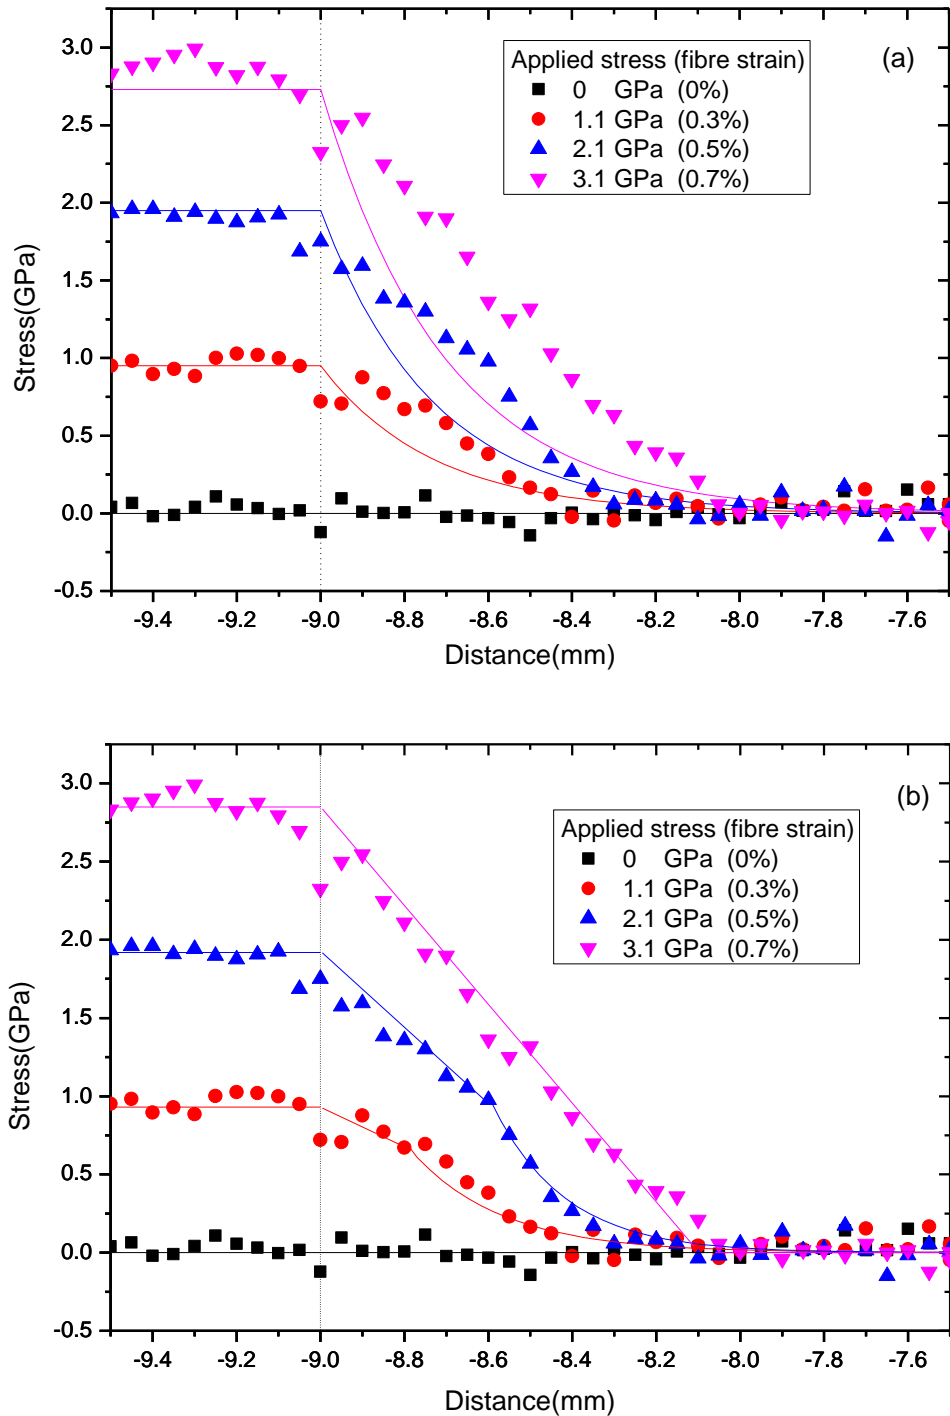 (a)
Applied stress (fibre strain)
0 GPa (0%)
1.1 GPa (0.3%)
2.1 GPa (0.5%)
3.1 GPa (0.7%)
3.0
2.5
2.0
1.5
1.0
0.5
0.0
-0.5
Stress(GPa)
-9.4 -9.2 -9.0 -8.8 -8.6 -8.4 -8.2 -8.0 -7.8 -7.6
Distance(mm)
(b)
Applied stress (fibre strain)
0 GPa (0%)
1.1 GPa (0.3%)
2.1 GPa (0.5%)
3.1 GPa (0.7%)
3.0
2.5
2.0
1.5
1.0
0.5
0.0
-0.5
Stress(GPa)
-9.4 -9.2 -9.0 -8.8 -8.6 -8.4 -8.2 -8.0 -7.8 -7.6
Distance(mm)